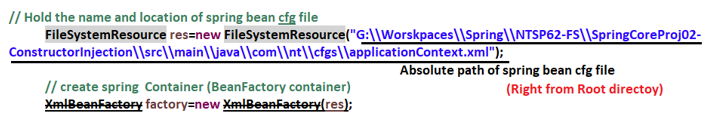 // Hold the name and location of spring bean cfg file
FileSystemResource res=new FileSystemResource("G:\\Worskpaces\\Spring\\NTSP62-FS\\SpringCoreProj02-
ConstructorInjection\\src\\main\\java\\com\\nt\\cfgs\\applicationContext.xml");
Absolute path of spring bean cfg file
// create spring  Container (BeanFactory container)
(Right from Root directoy)
XmlBeanFactory factory=new XmlBeanFactory(res);